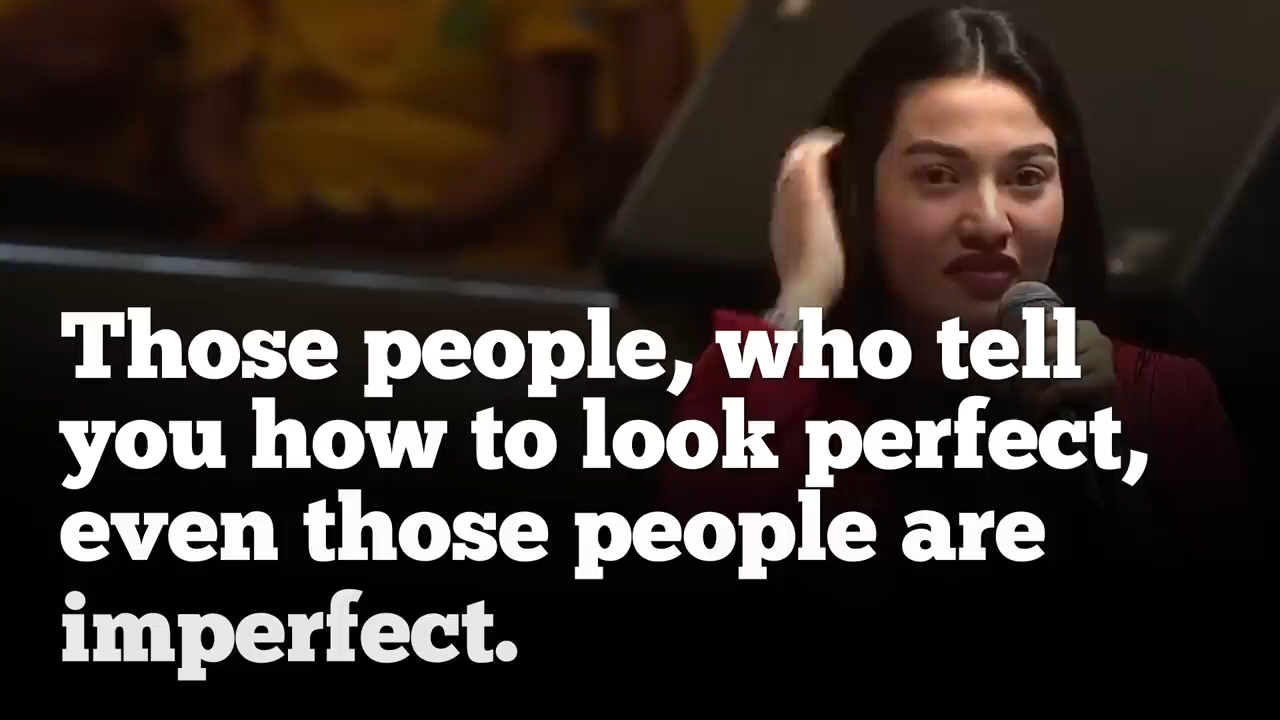 Those people, who tell
you how to look perfect,
even those people are
imperfect.